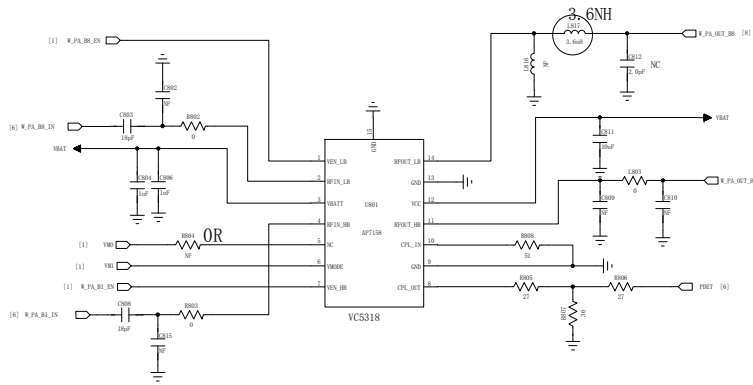 3.6NH
[1] W_PA_B8_EN
L817
3.6nH
W_PA_OUT_B8 [8]
L816
NF
C812
2.0pF
NC
C802
NF
[6] W_PA_B8_IN
C803
18pF
R802
0
VBAT
C804
1nF
C806
1nF
15
GND
1 VEN_LB
2 RFIN_LB
3 VBATT
4 RFIN_HB
5 NC
6 VMODE
7 VEN_HB
U801
AP7158
RFOUT_LB 14
GND 13
VCC 12
RFOUT_HB 11
CPL_IN 10
GND 9
CPL_OUT 8
VC5318
VBAT
C811
10uF
L803
0
W_PA_OUT_B
C809
NF
C810
NF
[1] VM0
R804
NF
0R
[1] VM1
[1] W_PA_B1_EN
[6] W_PA_B1_IN
C808
18pF
R803
0
C815
NF
R808
51
R805
27
R806
27
PDET [6]
R807
36